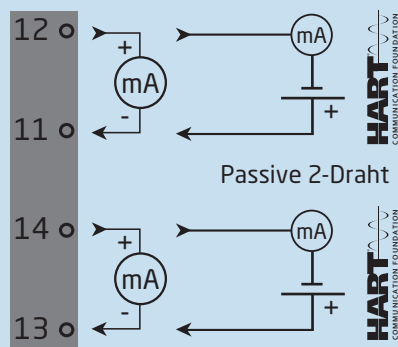 12
+
mA
-
mA
+
11
HART
COMMUNICATION FOUNDATION
Passive 2-Draht
14
+
mA
-
mA
+
13
HART
COMMUNICATION FOUNDATION